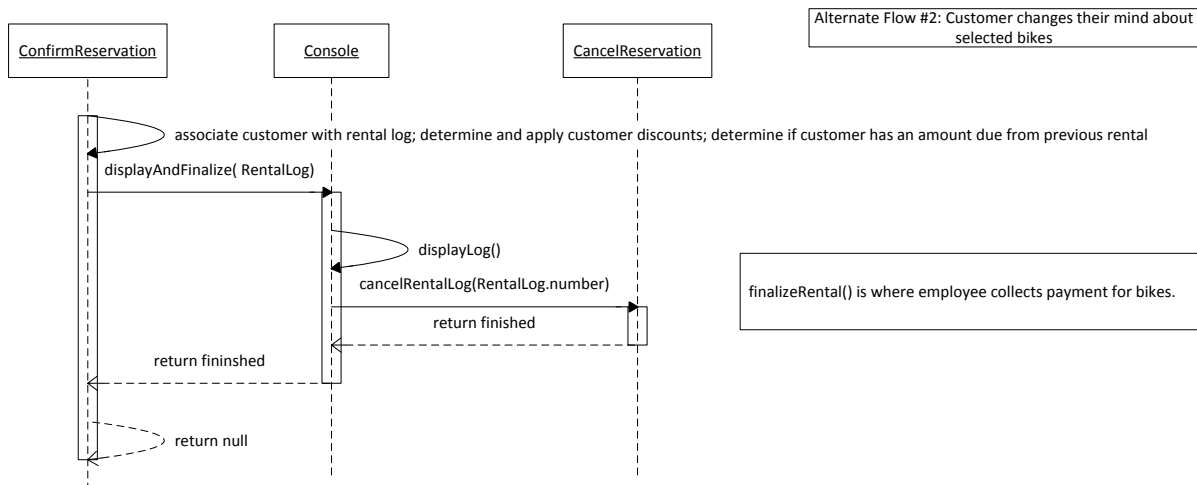 Alternate Flow #2: Customer changes their mind about
selected bikes
ConfirmReservation
Console
CancelReservation
associate customer with rental log; determine and apply customer discounts; determine if customer has an amount due from previous rental
displayAndFinalize( RentalLog)
displayLog()
cancelRentalLog(RentalLog.number)
finalizeRental() is where employee collects payment for bikes.
return finished
return fininshed
return null